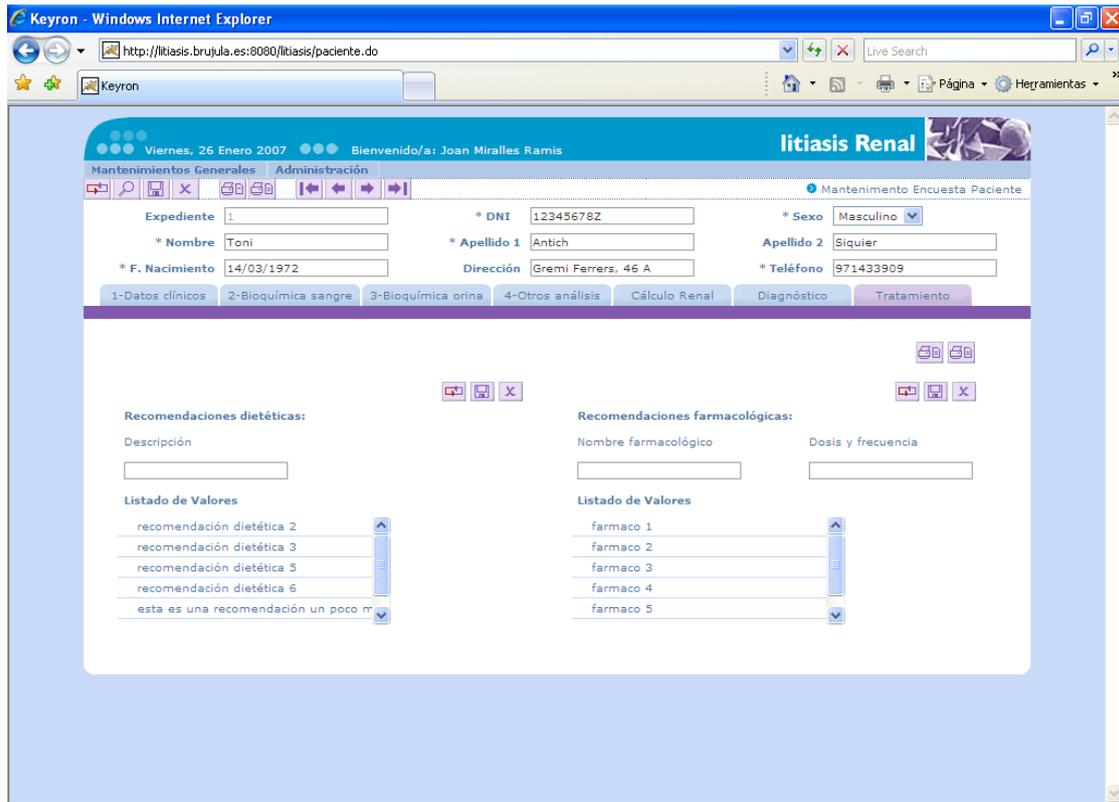 Keyron - Windows Internet Explorer
http://litiasis.brujula.es:8080/litiasis/paciente.do
Live Search
Keyron
Página
Herramientas
Viernes, 26 Enero 2007 Bienvenido/a: Joan Miralles Ramis
litiasis Renal
Mantenimientos Generales Administración
Mantenimento Encuesta Paciente
Expediente 1 * DNI 12345678Z * Sexo Masculino
* Nombre Toni * Apellido 1 Antich Apellido 2 Siquier
* F. Nacimiento 14/03/1972 Dirección Gremi Ferrers, 46 A * Teléfono 971433909
1-Datos clínicos 2-Bioquímica sangre 3-Bioquímica orina 4-Otros análisis Cálculo Renal Diagnóstico Tratamiento
Recomendaciones dietéticas: Recomendaciones farmacológicas:
Descripción Nombre farmacológico Dosis y frecuencia
Listado de Valores Listado de Valores
recomendación dietética 2 farmaco 1
recomendación dietética 3 farmaco 2
recomendación dietética 5 farmaco 3
recomendación dietética 6 farmaco 4
esta es una recomendación un poco m farmaco 5